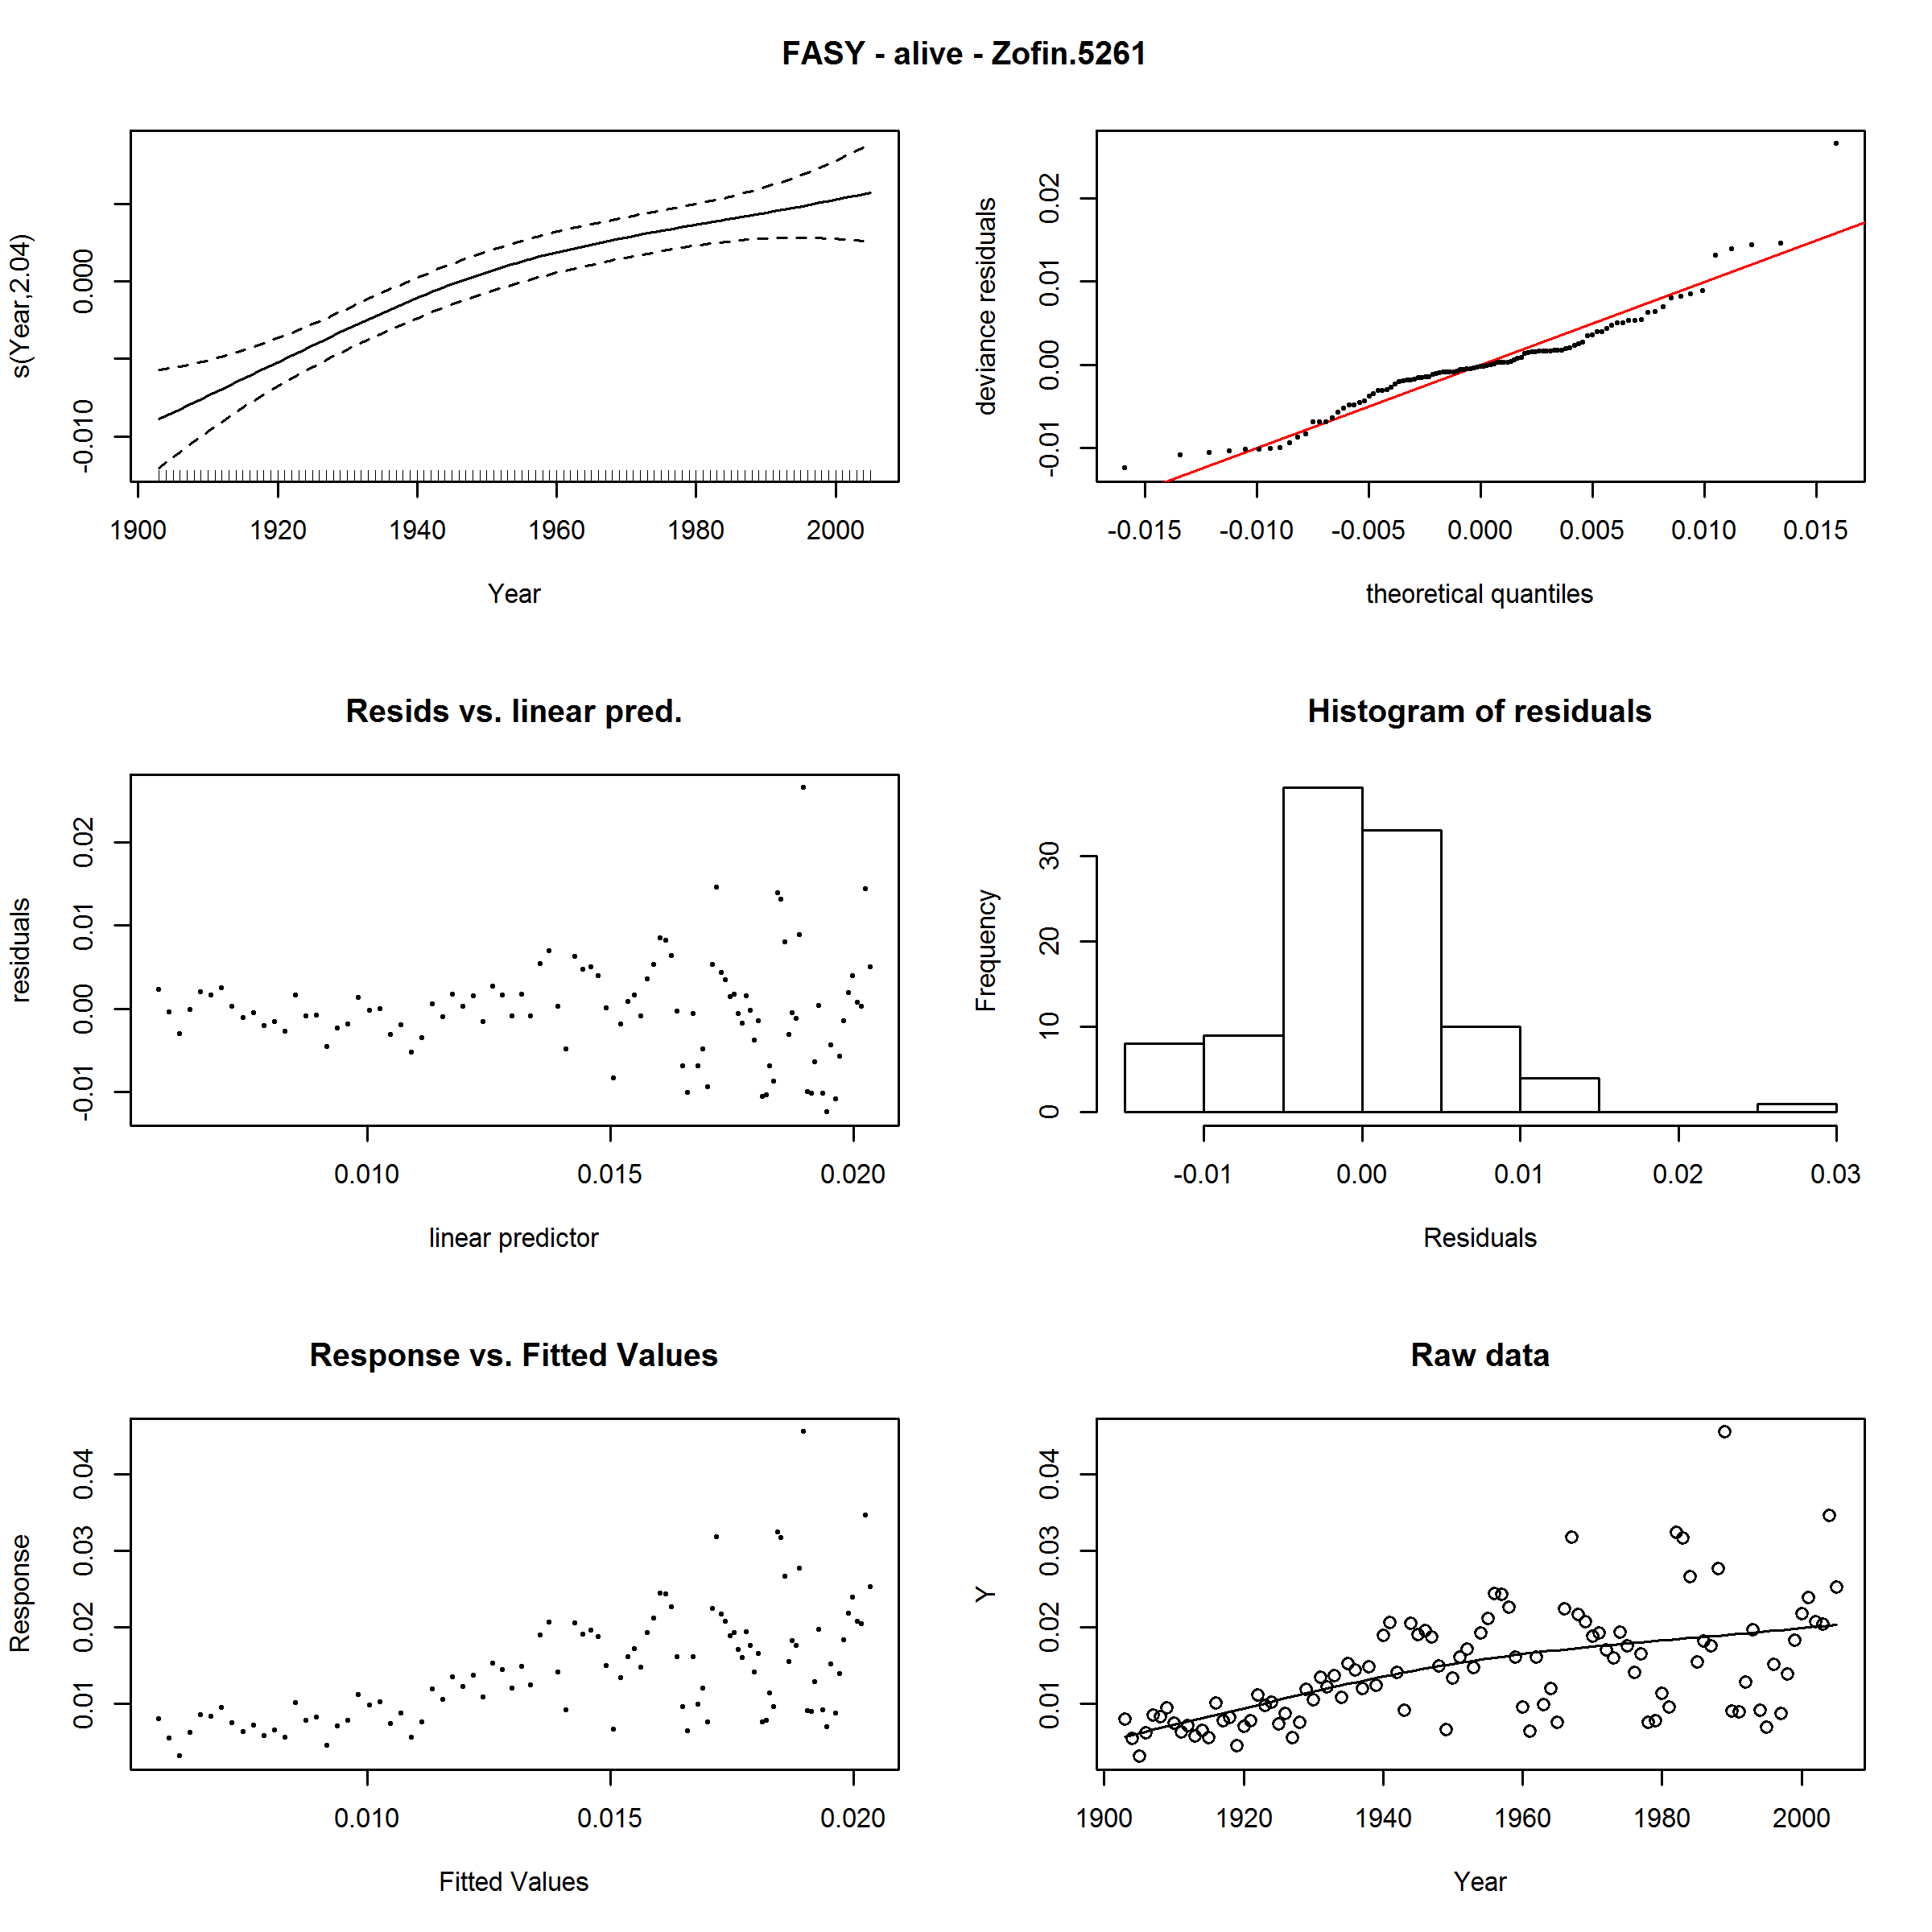 FASY - alive - Zofin.5261
s(Year,2.04)
-0.010 0.000
1900 1920 1940 1960 1980 2000
Year
deviance residuals
-0.01 0.00 0.01 0.02
-0.015 -0.010 -0.005 0.000 0.005 0.010 0.015
theoretical quantiles
Resids vs. linear pred.
residuals
-0.01 0.00 0.01 0.02
0.010 0.015 0.020
linear predictor
Histogram of residuals
Frequency
0 10 20 30
-0.01 0.00 0.01 0.02 0.03
Residuals
Response vs. Fitted Values
Response
0.01 0.02 0.03 0.04
0.010 0.015 0.020
Fitted Values
Raw data
Y
0.01 0.02 0.03 0.04
1900 1920 1940 1960 1980 2000
Year